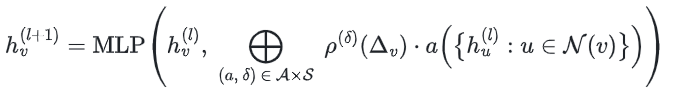 h_v^{(l+1)} = MLP( h_v^{(l)}, ⨁_{(a, δ) ∈ 𝒜×𝒮} ρ^{(δ)}(Δ_v) · a( { h_u^{(l)} : u ∈ 𝒩(v) } ) )